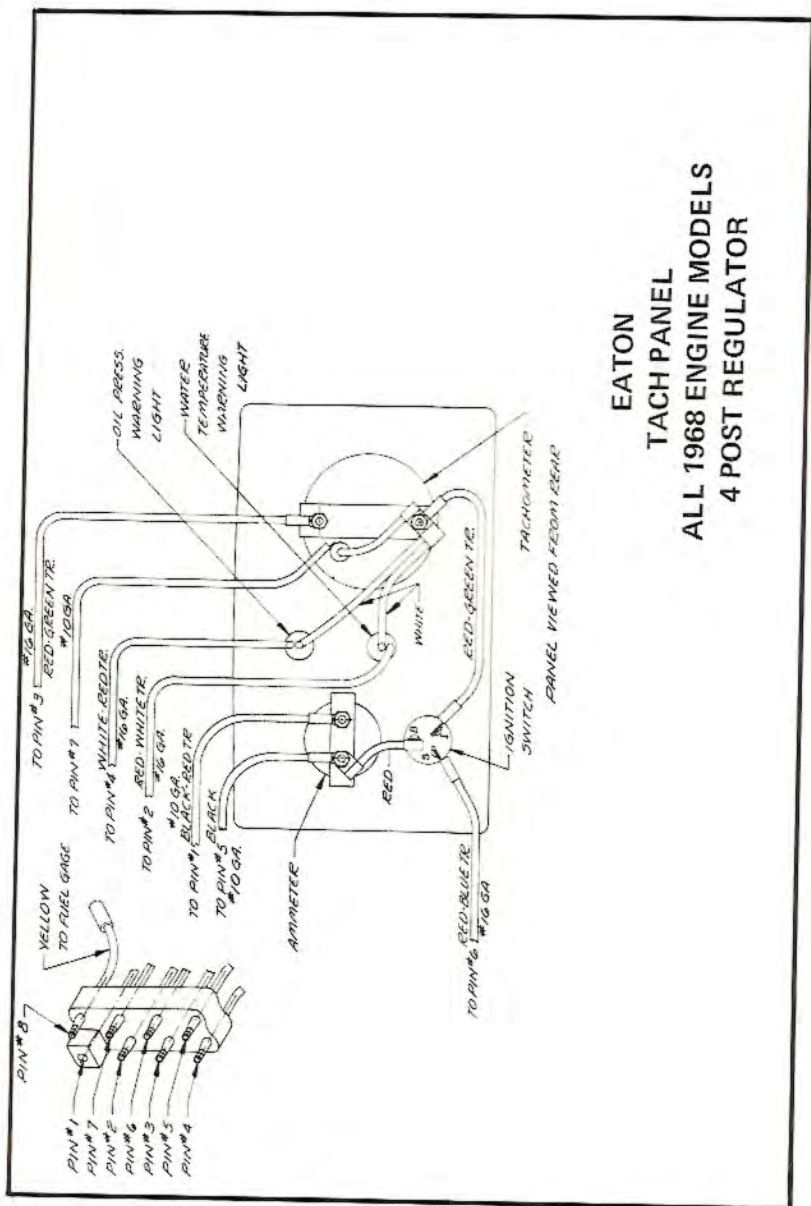 PIN #8
YELLOW
TO FUEL GAGE
PIN #1
PIN #7
PIN #2
PIN #6
PIN #3
PIN #5
PIN #4
TO PIN #3 #16 GA.
RED-GREEN TR.
TO PIN #7 #10 GA
TO PIN #4 WHITE-RED TR.
#16 GA.
TO PIN #2 RED-WHITE TR.
#16 GA.
#10 GA.
TO PIN #1 BLACK-RED TR
TO PIN #5 BLACK
#10 GA.
TO PIN #6 RED-BLUE TR.
#16 GA
OIL PRESS.
WARNING
LIGHT
WATER
TEMPERATURE
WARNING
LIGHT
AMMETER
RED
WHITE
RED-GREEN TR.
B
S
IGNITION
SWITCH
TACHOMETER
PANEL VIEWED FROM REAR
EATON
TACH PANEL
ALL 1968 ENGINE MODELS
4 POST REGULATOR